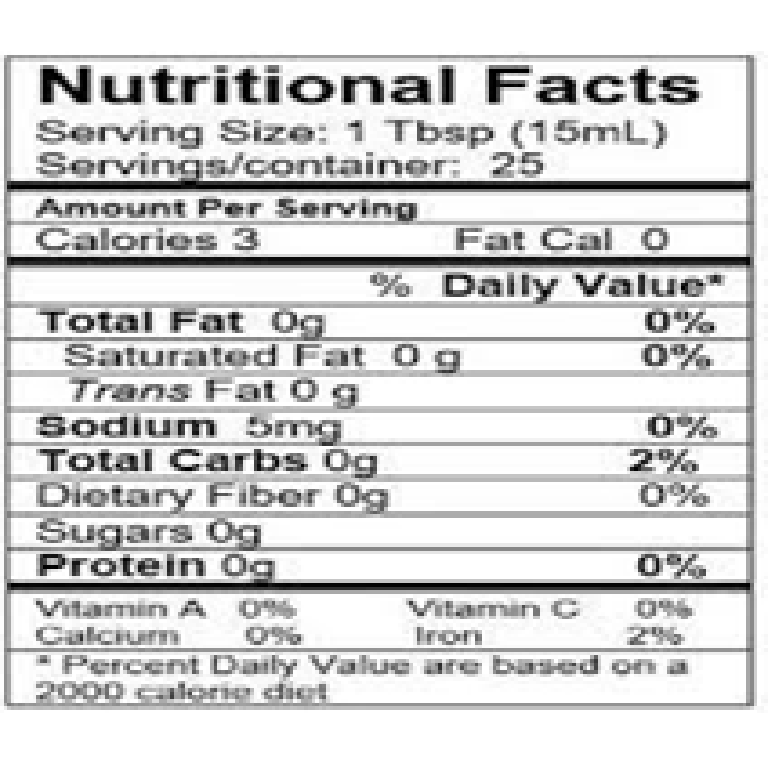 Nutritional Facts
Serving Size: 1 Tbsp (15mL)
Servings/container: 25
Amount Per Serving
Calories 3 Fat Cal 0
% Daily Value*
Total Fat 0g 0%
Saturated Fat 0 g 0%
Trans Fat 0 g
Sodium 5mg 0%
Total Carbs 0g 2%
Dietary Fiber 0g 0%
Sugars 0g
Protein 0g 0%
Vitamin A 0% Vitamin C 0%
Calcium 0% Iron 2%
* Percent Daily Value are based on a
2000 calorie diet